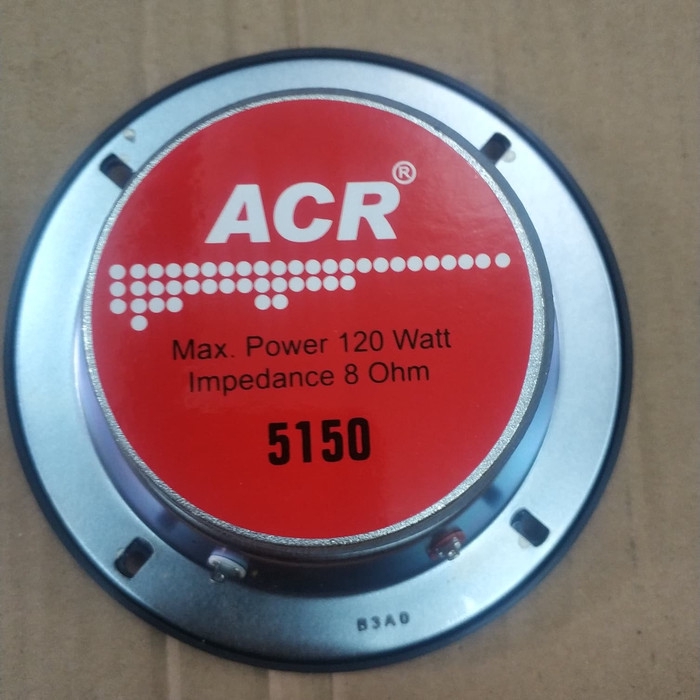 ACR®
Max. Power 120 Watt
Impedance 8 Ohm
5150
B3A0